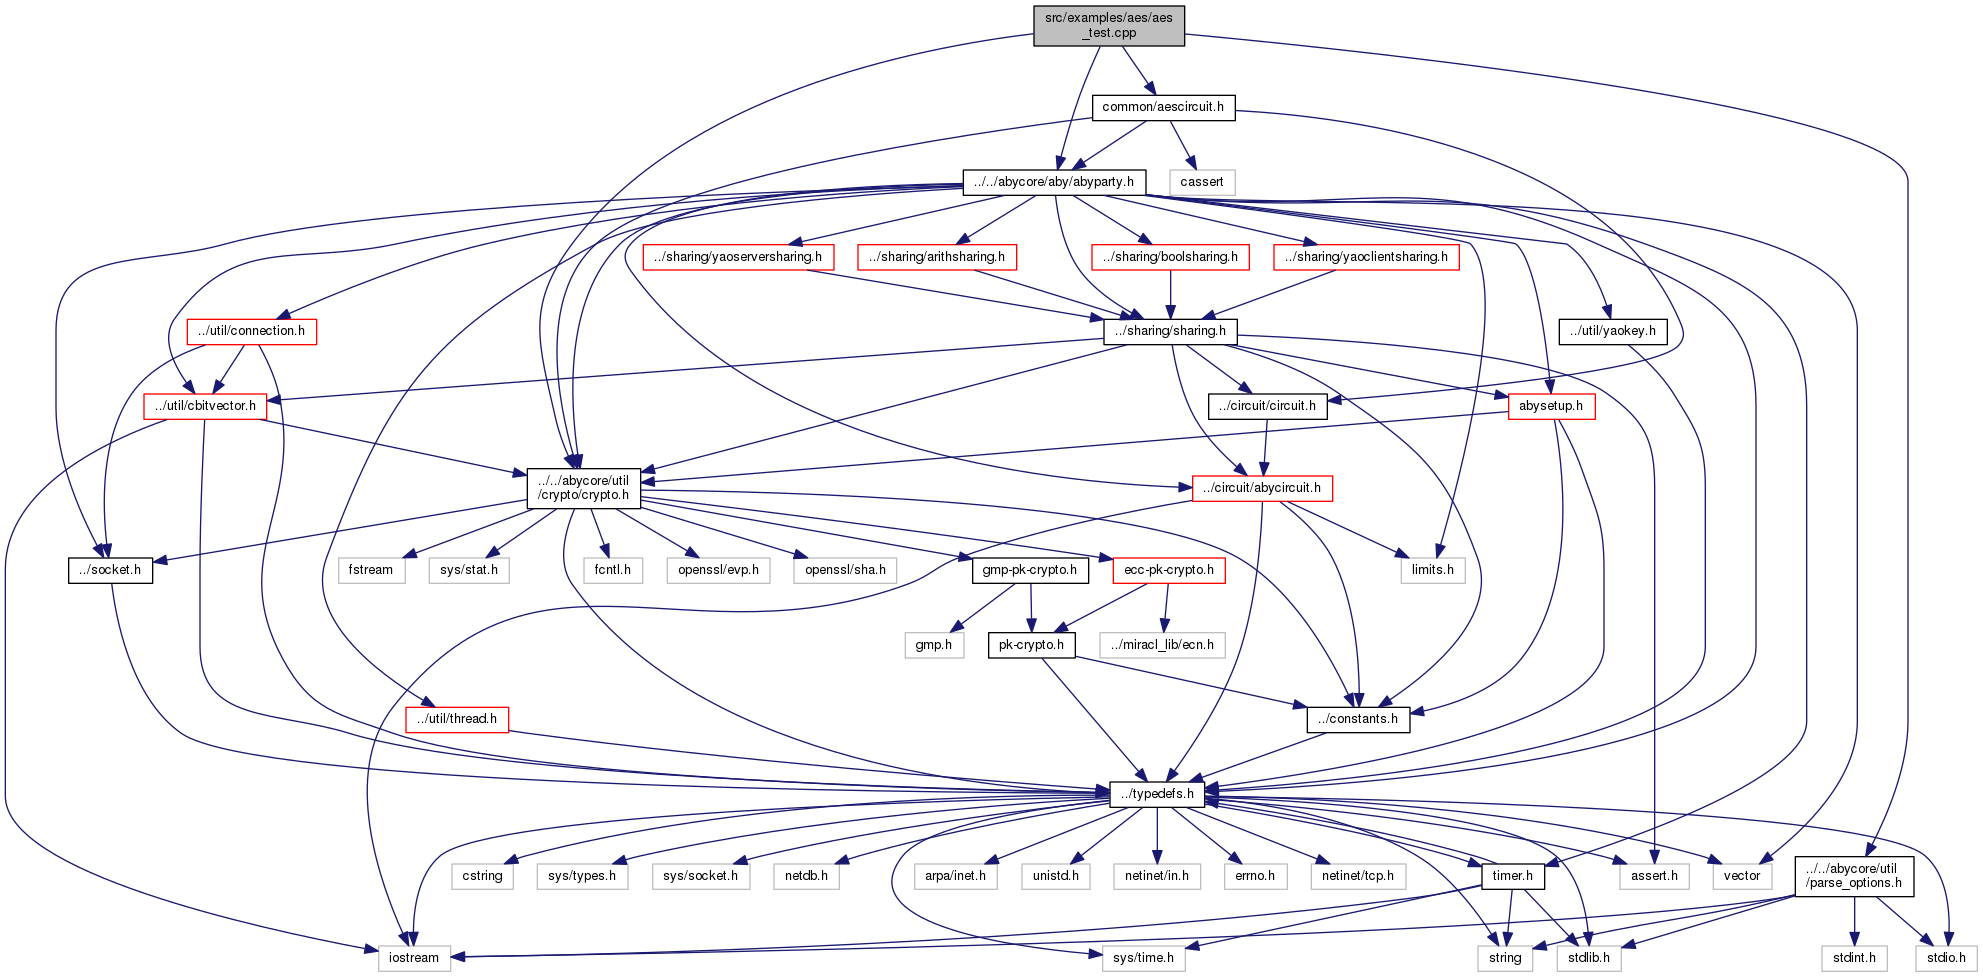 src/examples/aes/aes
_test.cpp
common/aescircuit.h
../../abycore/aby/abyparty.h
cassert
../sharing/yaoserversharing.h
../sharing/arithsharing.h
../sharing/boolsharing.h
../sharing/yaoclientsharing.h
../util/connection.h
../sharing/sharing.h
../util/yaokey.h
../util/cbitvector.h
../circuit/circuit.h
abysetup.h
../../abycore/util
/crypto/crypto.h
../circuit/abycircuit.h
../socket.h
fstream
sys/stat.h
fcntl.h
openssl/evp.h
openssl/sha.h
gmp-pk-crypto.h
ecc-pk-crypto.h
limits.h
gmp.h
pk-crypto.h
../miracl_lib/ecn.h
../util/thread.h
../constants.h
../typedefs.h
cstring
sys/types.h
sys/socket.h
netdb.h
arpa/inet.h
unistd.h
netinet/in.h
errno.h
netinet/tcp.h
timer.h
assert.h
vector
../../abycore/util
/parse_options.h
iostream
sys/time.h
string
stdlib.h
stdint.h
stdio.h